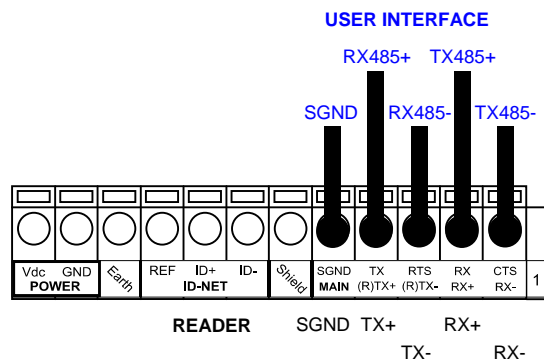 USER INTERFACE
RX485+ TX485+
SGND RX485- TX485-
Vdc GND Earth REF ID+ ID- Shield SGND TX RTS RX CTS 1
POWER ID-NET MAIN (R)TX+ (R)TX- RX+ RX-
READER SGND TX+ RX+
TX- RX-